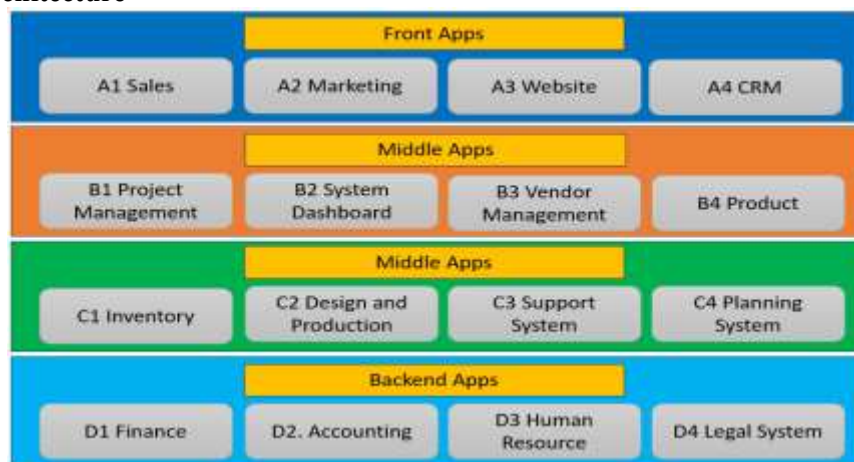 Front Apps
A1 Sales
A2 Marketing
A3 Website
A4 CRM
Middle Apps
B1 Project
Management
B2 System
Dashboard
B3 Vendor
Management
B4 Product
Middle Apps
C1 Inventory
C2 Design and
Production
C3 Support
System
C4 Planning
System
Backend Apps
D1 Finance
D2. Accounting
D3 Human
Resource
D4 Legal System